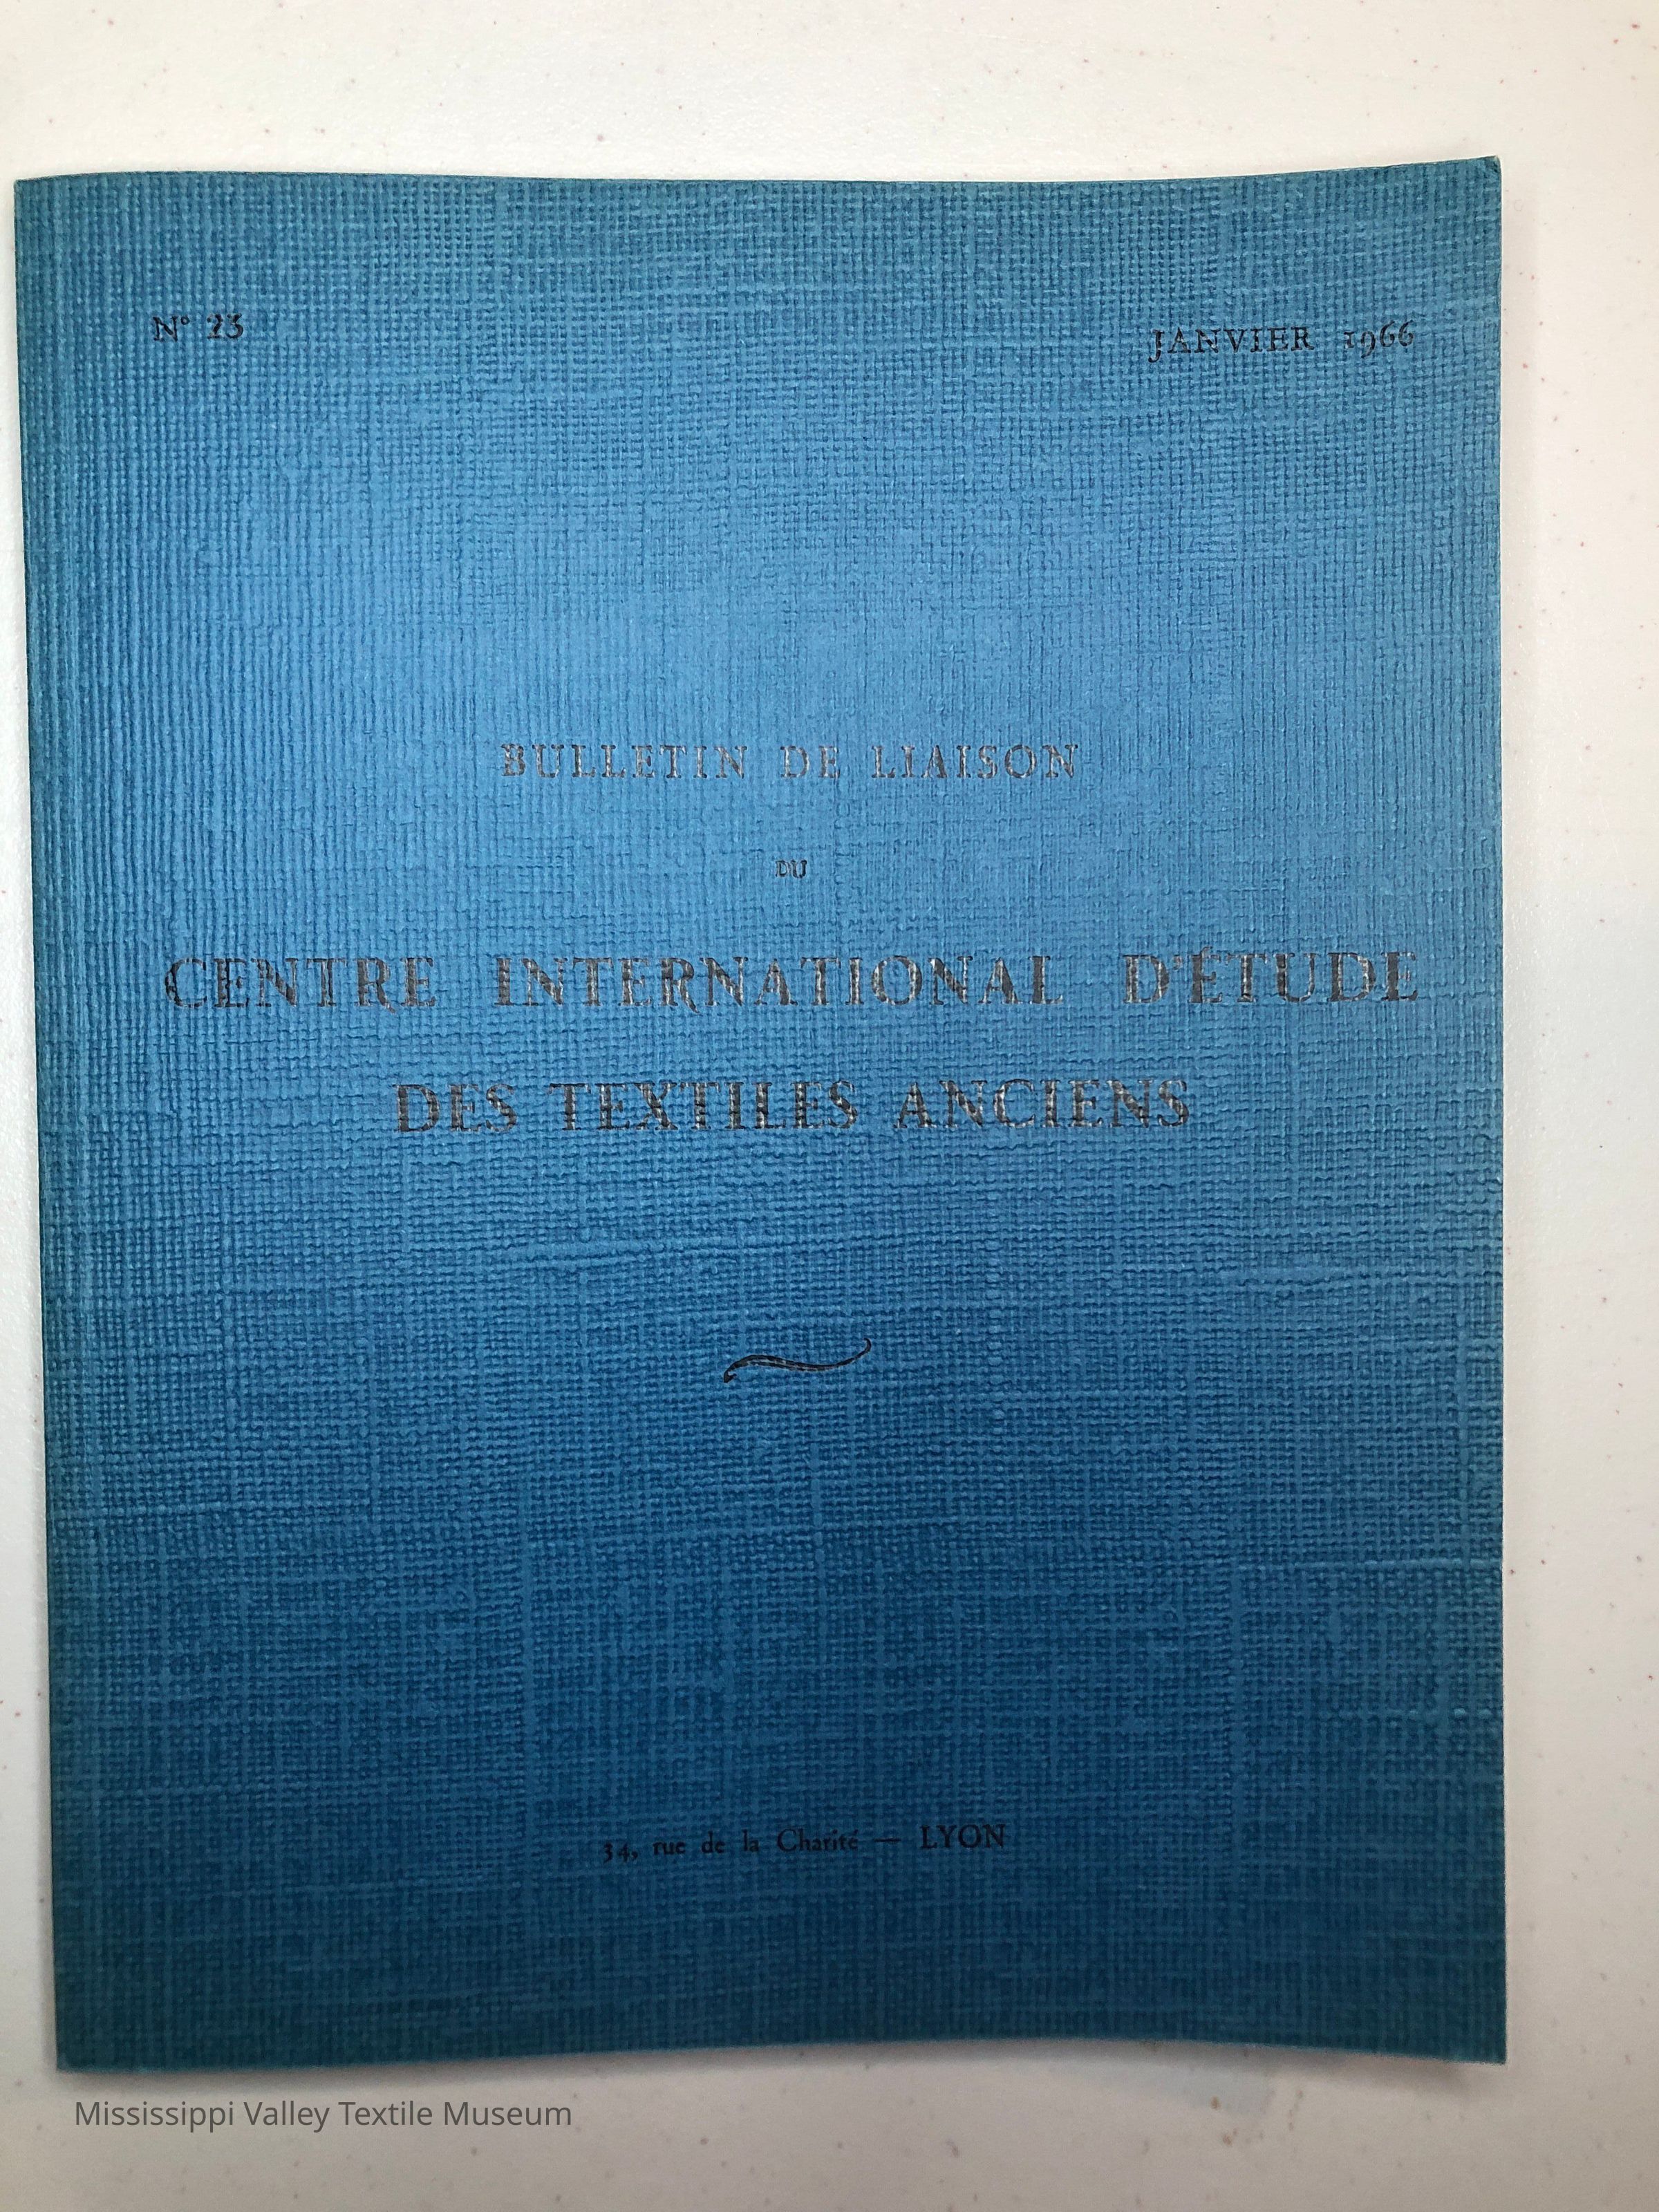 N° 23
JANVIER 1966
BULLETIN DE LIAISON
DU
CENTRE INTERNATIONAL D'ÉTUDE
DES TEXTILES ANCIENS
34, rue de la Charité — LYON
Mississippi Valley Textile Museum